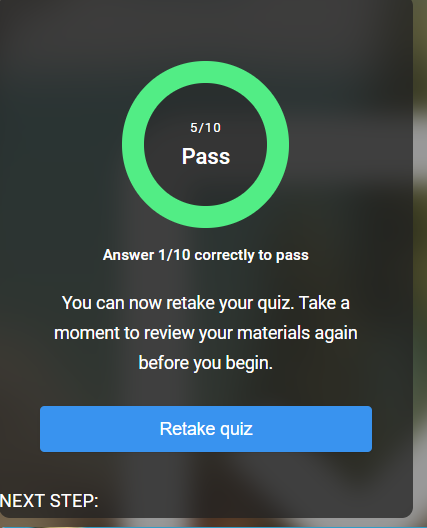 5/10
Pass
Answer 1/10 correctly to pass
You can now retake your quiz. Take a
moment to review your materials again
before you begin.
Retake quiz
NEXT STEP: